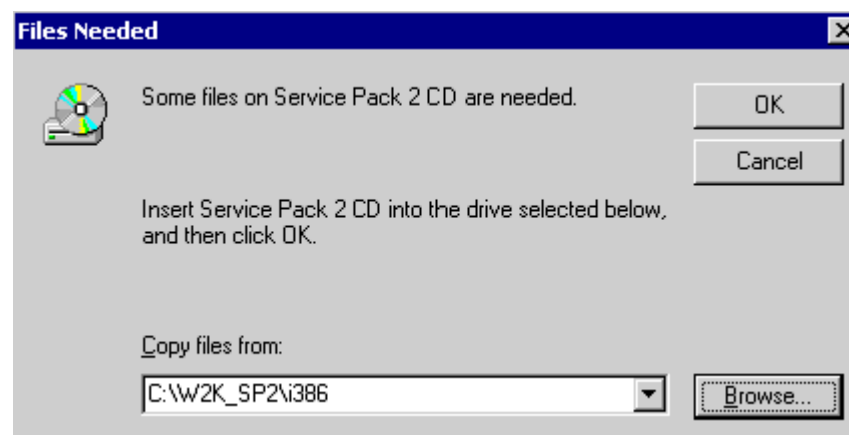 Files Needed
Some files on Service Pack 2 CD are needed.
OK
Cancel
Insert Service Pack 2 CD into the drive selected below,
and then click OK.
Copy files from:
C:\W2K_SP2\i386
Browse...